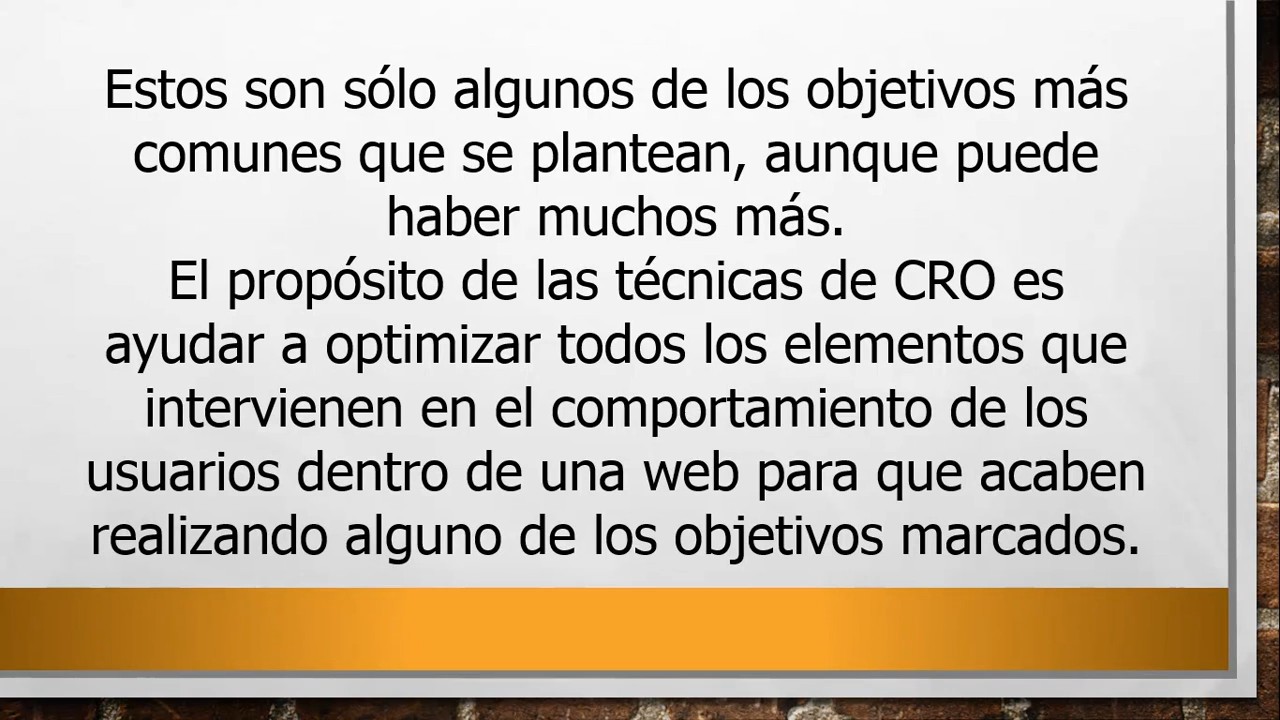 Estos son sólo algunos de los objetivos más
comunes que se plantean, aunque puede
haber muchos más.
El propósito de las técnicas de CRO es
ayudar a optimizar todos los elementos que
intervienen en el comportamiento de los
usuarios dentro de una web para que acaben
realizando alguno de los objetivos marcados.